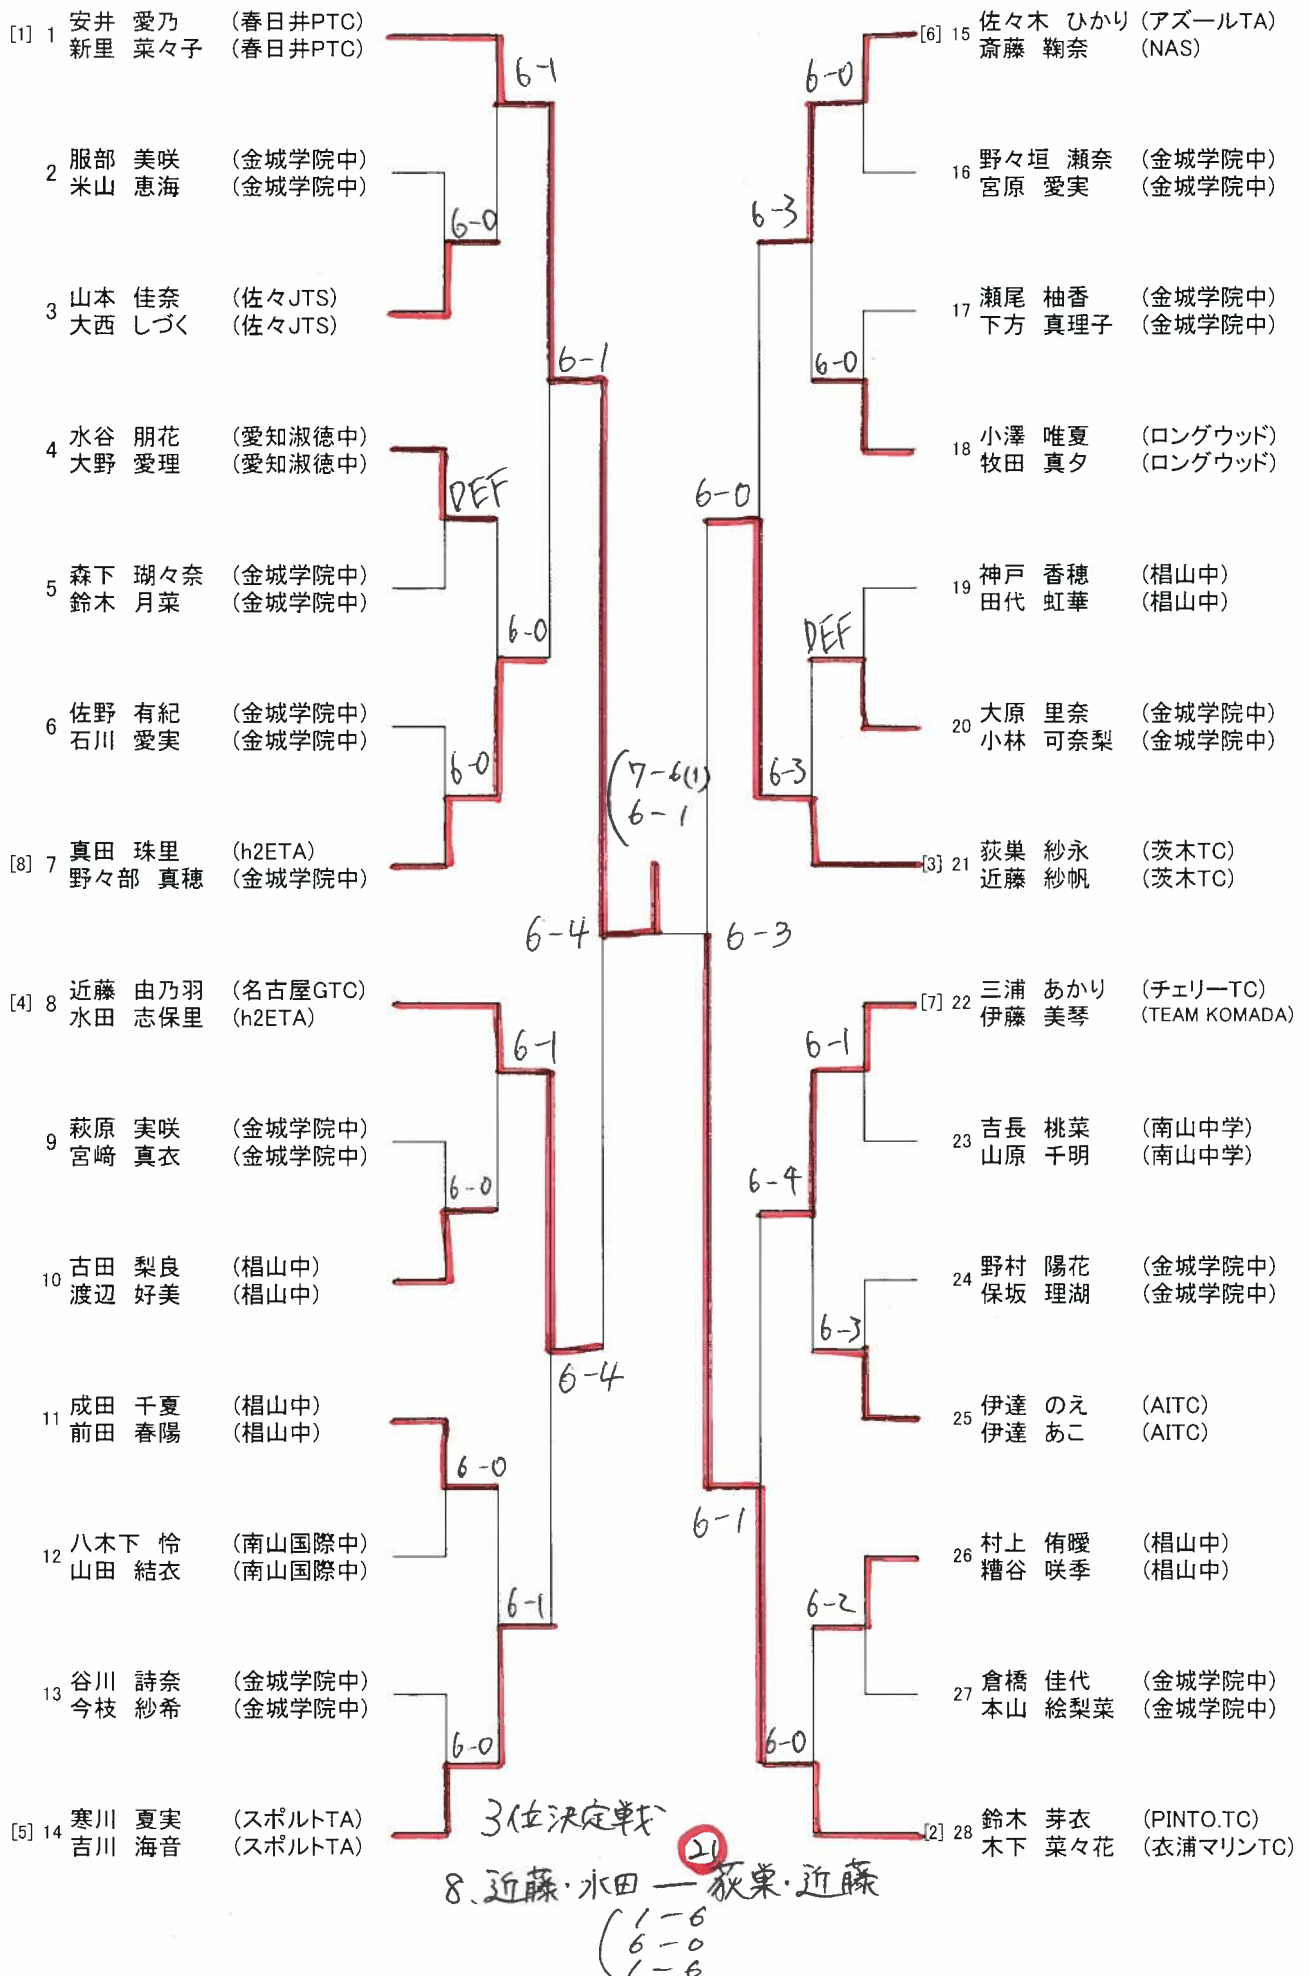 [1] 1 安井 愛乃 (春日井PTC)
新里 菜々子 (春日井PTC)
6-1
2 服部 美咲 (金城学院中)
米山 恵海 (金城学院中)
6-0
3 山本 佳奈 (佐々JTS)
大西 しづく (佐々JTS)
6-1
4 水谷 朋花 (愛知淑徳中)
大野 愛理 (愛知淑徳中)
DEF
5 森下 瑚々奈 (金城学院中)
鈴木 月菜 (金城学院中)
6-0
6 佐野 有紀 (金城学院中)
石川 愛実 (金城学院中)
6-0
[8] 7 真田 珠里 (h2ETA)
野々部 真穂 (金城学院中)
7-6(1)
6-1
6-4
[4] 8 近藤 由乃羽 (名古屋GTC)
水田 志保里 (h2ETA)
6-1
9 萩原 実咲 (金城学院中)
宮﨑 真衣 (金城学院中)
6-0
10 古田 梨良 (椙山中)
渡辺 好美 (椙山中)
6-4
11 成田 千夏 (椙山中)
前田 春陽 (椙山中)
6-0
12 八木下 怜 (南山国際中)
山田 結衣 (南山国際中)
6-1
13 谷川 詩奈 (金城学院中)
今枝 紗希 (金城学院中)
6-0
[5] 14 寒川 夏実 (スポルトTA)
吉川 海音 (スポルトTA)
[6] 15 佐々木 ひかり (アズールTA)
斎藤 鞠奈 (NAS)
6-0
16 野々垣 瀬奈 (金城学院中)
宮原 愛実 (金城学院中)
6-3
17 瀬尾 柚香 (金城学院中)
下方 真理子 (金城学院中)
6-0
18 小澤 唯夏 (ロングウッド)
牧田 真夕 (ロングウッド)
6-0
19 神戸 香穂 (椙山中)
田代 虹華 (椙山中)
DEF
20 大原 里奈 (金城学院中)
小林 可奈梨 (金城学院中)
6-3
[3] 21 荻巣 紗永 (茨木TC)
近藤 紗帆 (茨木TC)
6-3
[7] 22 三浦 あかり (チェリーTC)
伊藤 美琴 (TEAM KOMADA)
6-1
23 吉長 桃菜 (南山中学)
山原 千明 (南山中学)
6-4
24 野村 陽花 (金城学院中)
保坂 理湖 (金城学院中)
6-3
25 伊達 のえ (AITC)
伊達 あこ (AITC)
6-1
26 村上 侑曖 (椙山中)
糟谷 咲季 (椙山中)
6-2
27 倉橋 佳代 (金城学院中)
本山 絵梨菜 (金城学院中)
6-0
[2] 28 鈴木 芽衣 (PINTO.TC)
木下 菜々花 (衣浦マリンTC)
3位決定戦
21
8、近藤・水田 ― 荻巣・近藤
1-6
6-0
1-6